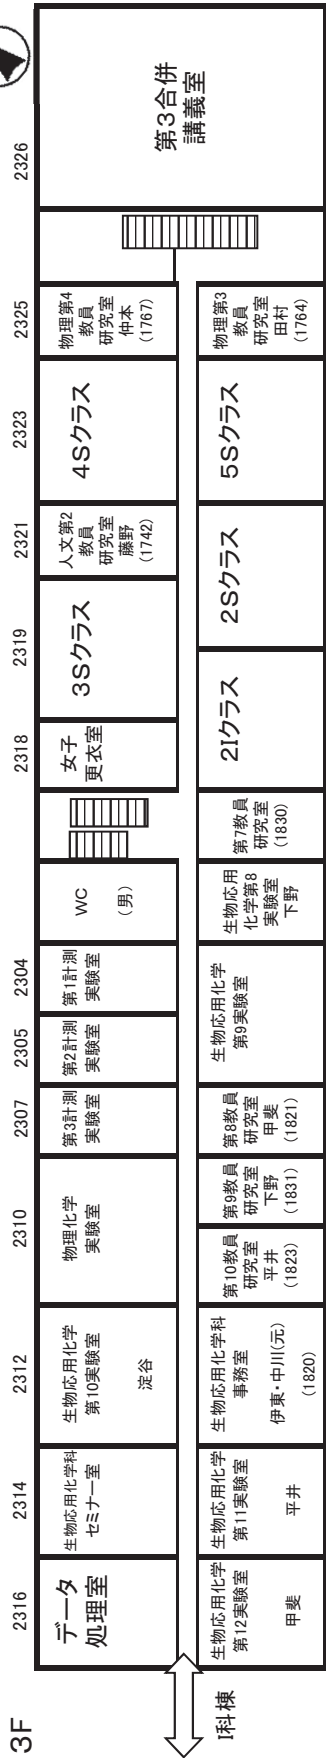 3F
2316
2314
2312
2310
2307
2305
2304
2318
2319
2321
2323
2325
2326
データ
処理室
生物応用化学科
セミナー室
生物応用化学
第10実験室
淀谷
物理化学
実験室
第3計測
実験室
第2計測
実験室
第1計測
実験室
WC
(男)
女子
更衣室
3Sクラス
人文第2
教員
研究室
藤野
(1742)
4Sクラス
物理第4
教員
研究室
仲本
(1767)
第3合併
講義室
I科棟
生物応用化学
第12実験室
甲斐
生物応用化学
第11実験室
平井
生物応用化学科
事務室
伊東・中川(元)
(1820)
第10教員
研究室
平井
(1823)
第9教員
研究室
下野
(1831)
第8教員
研究室
甲斐
(1821)
生物応用化学
第9実験室
生物応用
化学第8
実験室
下野
第7教員
研究室
(1830)
2Iクラス
2Sクラス
5Sクラス
物理第3
教員
研究室
田村
(1764)